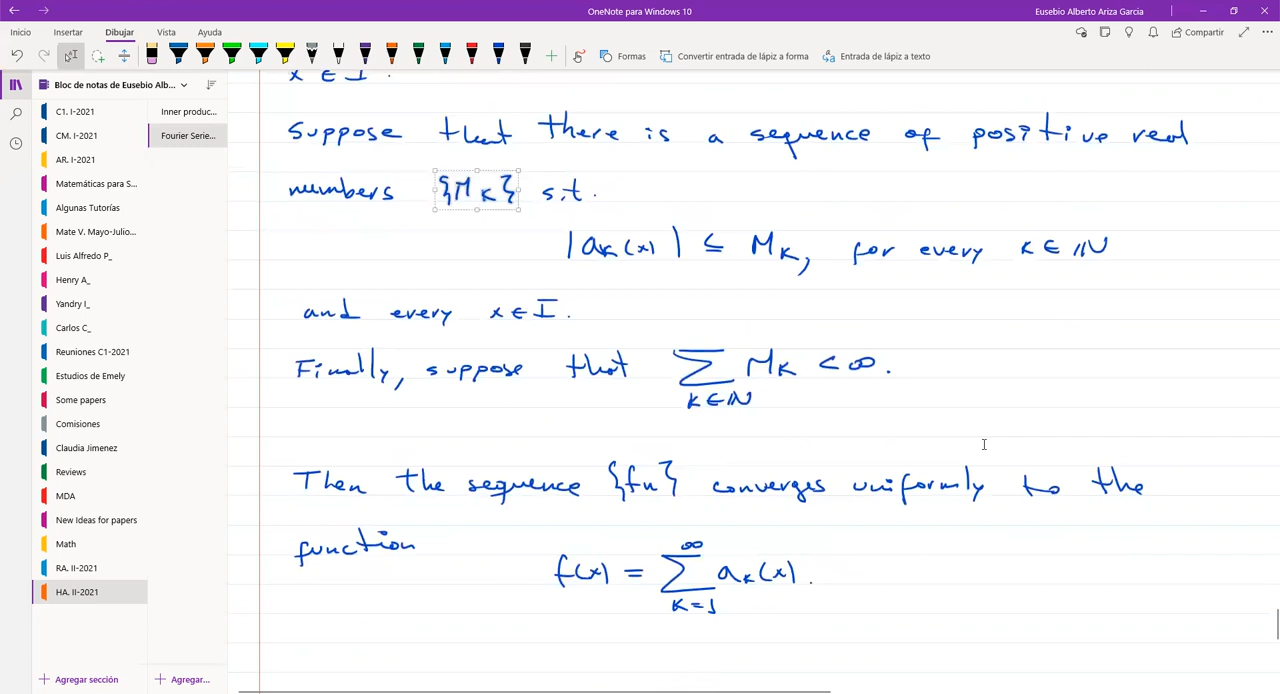 OneNote para Windows 10
Eusebio Alberto Ariza Garcia
Inicio Insertar Dibujar Vista Ayuda
Compartir
Formas
Convertir entrada de lápiz a forma
Entrada de lápiz a texto
Bloc de notas de Eusebio Alb...
C1. I-2021
CM. I-2021
AR. I-2021
Matemáticas para S...
Algunas Tutorías
Mate V. Mayo-Julio...
Luis Alfredo P_
Henry A_
Yandry I_
Carlos C_
Reuniones C1-2021
Estudios de Emely
Some papers
Comisiones
Claudia Jimenez
Reviews
MDA
New Ideas for papers
Math
RA. II-2021
HA. II-2021
Agregar sección
Inner produc...
Fourier Serie...
Agregar...
x ∈ I.
Suppose that there is a sequence of positive real
numbers {M_K} s.t.
|a_K(x)| ≤ M_K, for every K ∈ ℕ
and every x ∈ I.
Finally, suppose that ∑_{K∈ℕ} M_K < ∞.
Then the sequence {fn} converges uniformly to the
function
f(x) = ∑_{K=1}^{∞} a_K(x).